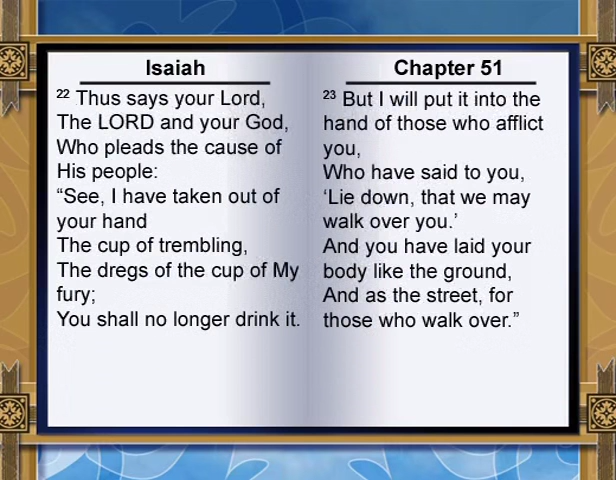 Isaiah
²² Thus says your Lord,
The LORD and your God,
Who pleads the cause of
His people:
“See, I have taken out of
your hand
The cup of trembling,
The dregs of the cup of My
fury;
You shall no longer drink it.
Chapter 51
²³ But I will put it into the
hand of those who afflict
you,
Who have said to you,
‘Lie down, that we may
walk over you.’
And you have laid your
body like the ground,
And as the street, for
those who walk over.”